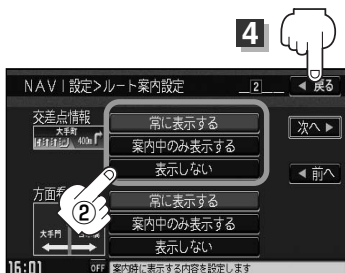 4
NAVI設定>ルート案内設定 2 ◀ 戻る
交差点情報
大手町
400m
常に表示する
案内中のみ表示する
表示しない
次へ ▶
◀ 前へ
②
方面看
大手門
常に表示する
案内中のみ表示する
表示しない
16:01 OFF 案内時に表示する内容を設定します